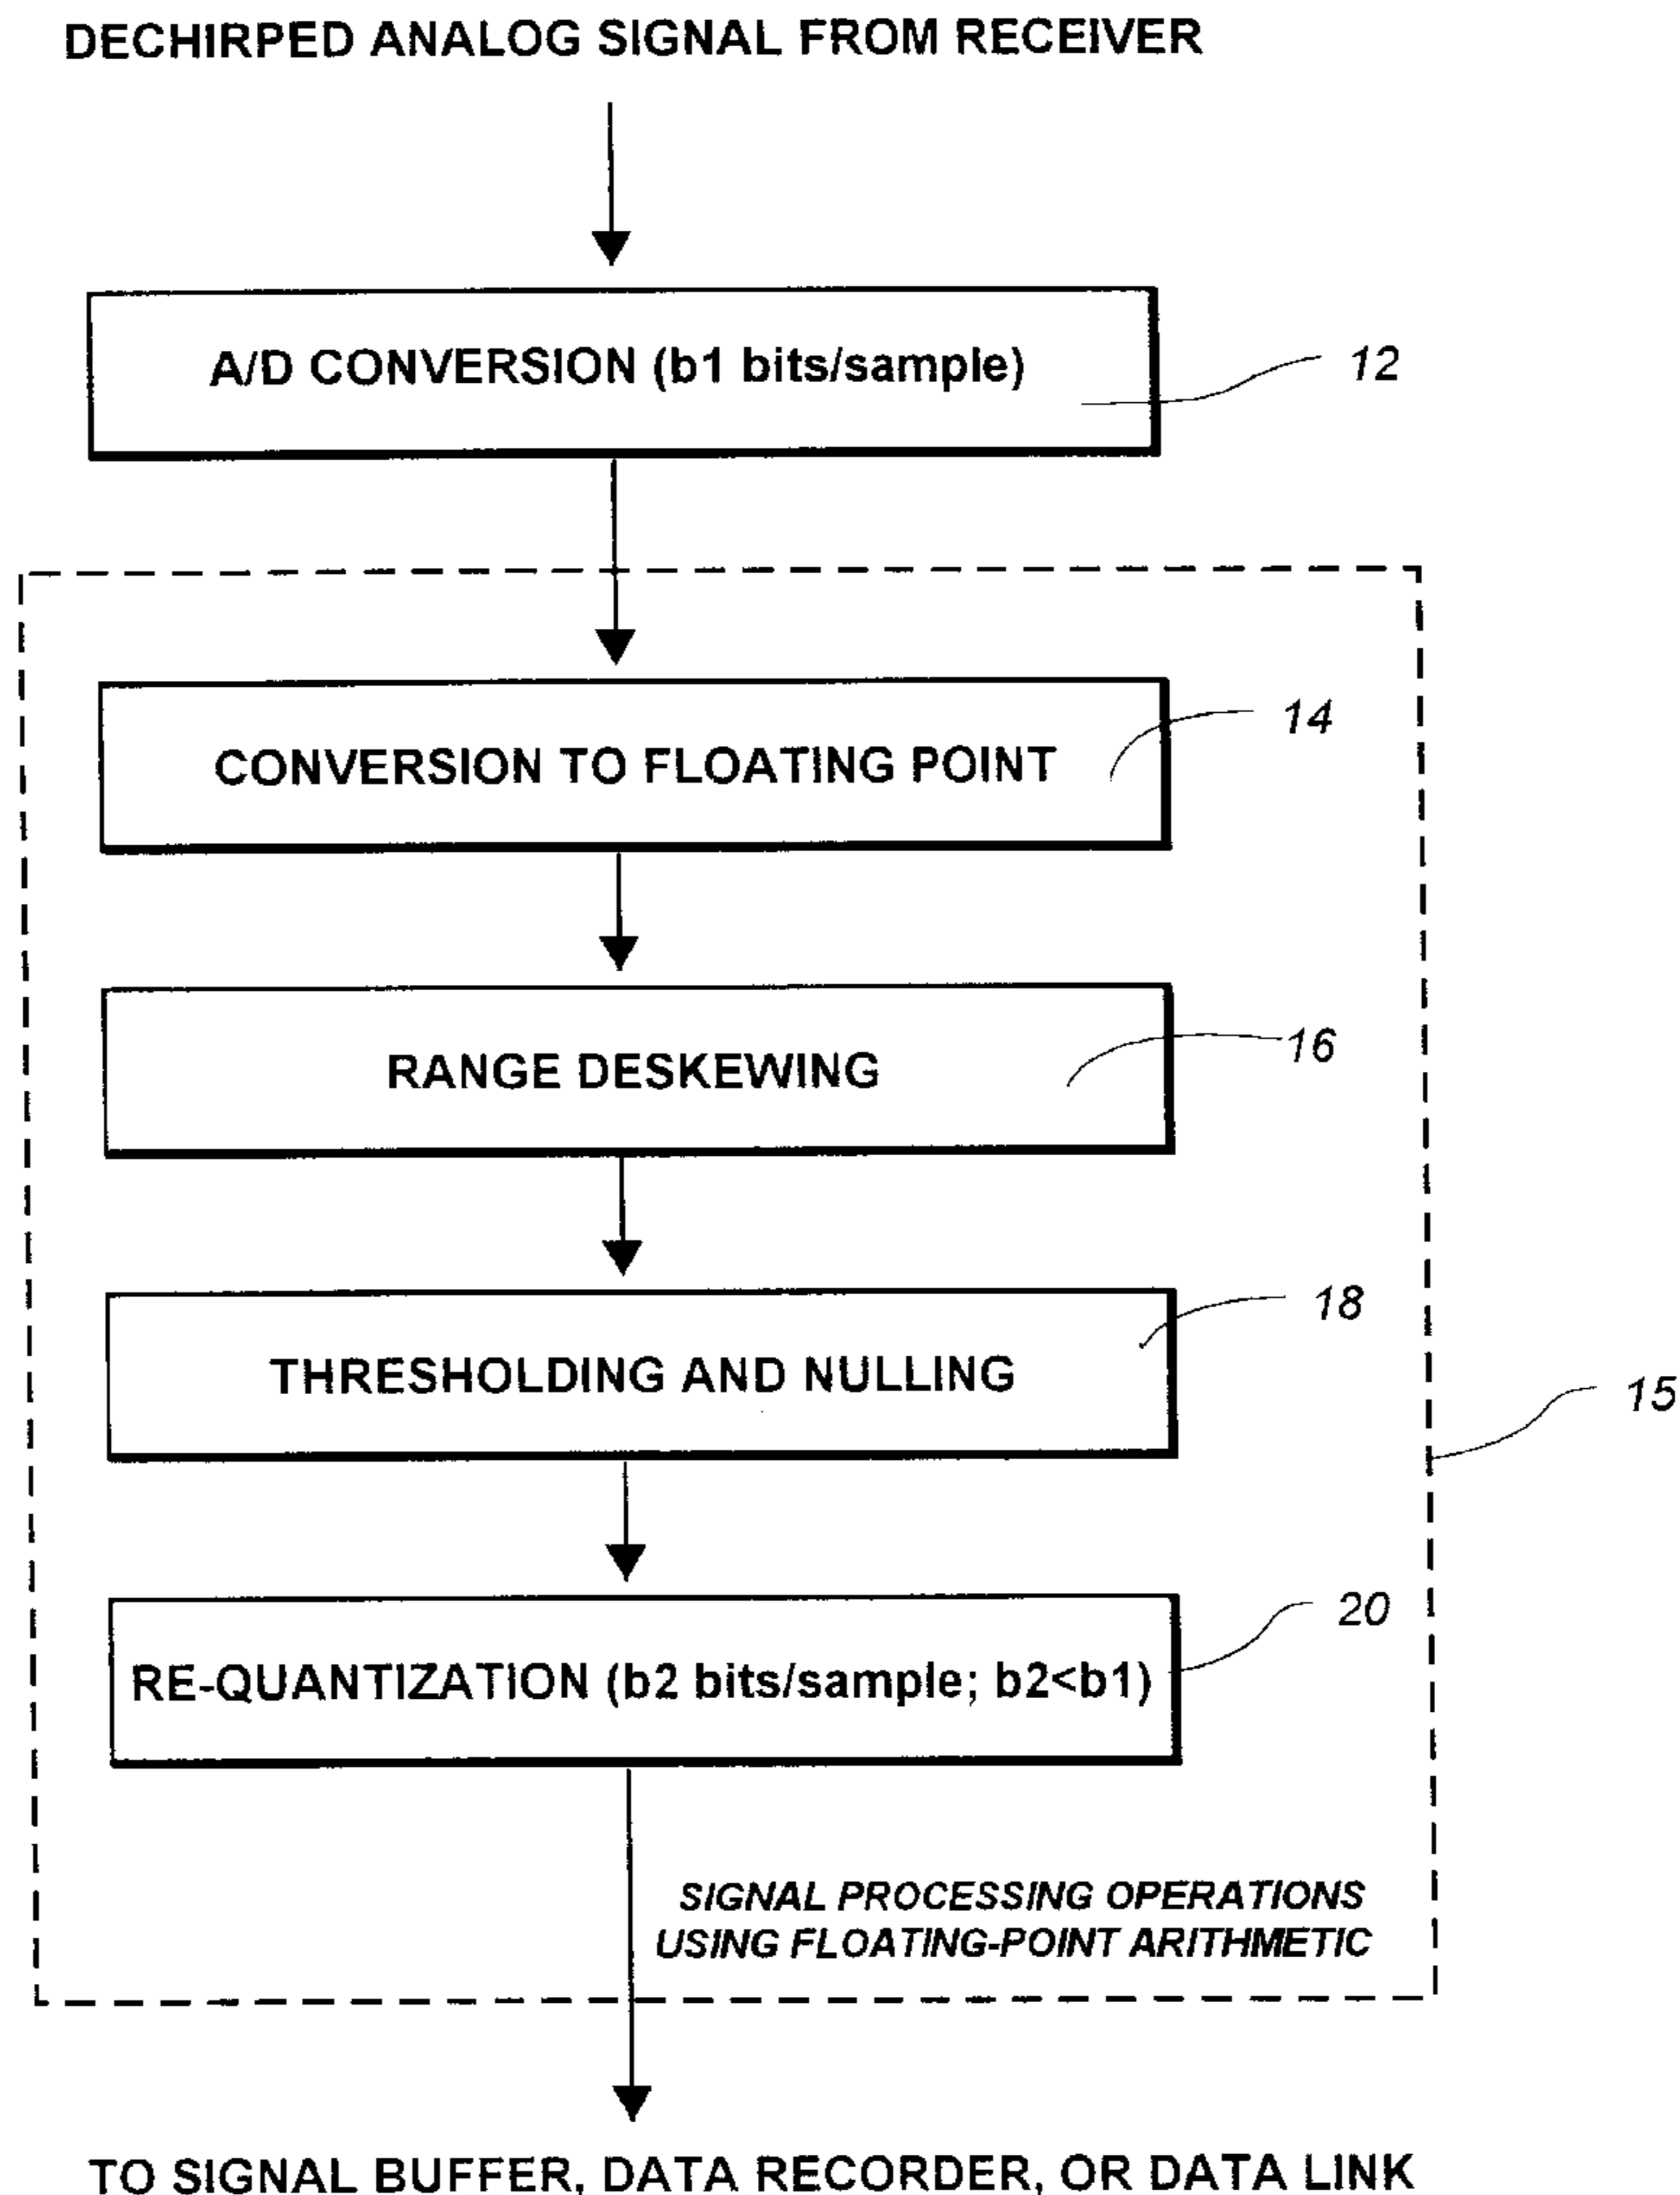 DECHIRPED ANALOG SIGNAL FROM RECEIVER
A/D CONVERSION (b1 bits/sample)
12
CONVERSION TO FLOATING POINT
14
RANGE DESKEWING
16
THRESHOLDING AND NULLING
18
15
RE-QUANTIZATION (b2 bits/sample; b2<b1)
20
SIGNAL PROCESSING OPERATIONS
USING FLOATING-POINT ARITHMETIC
TO SIGNAL BUFFER, DATA RECORDER, OR DATA LINK